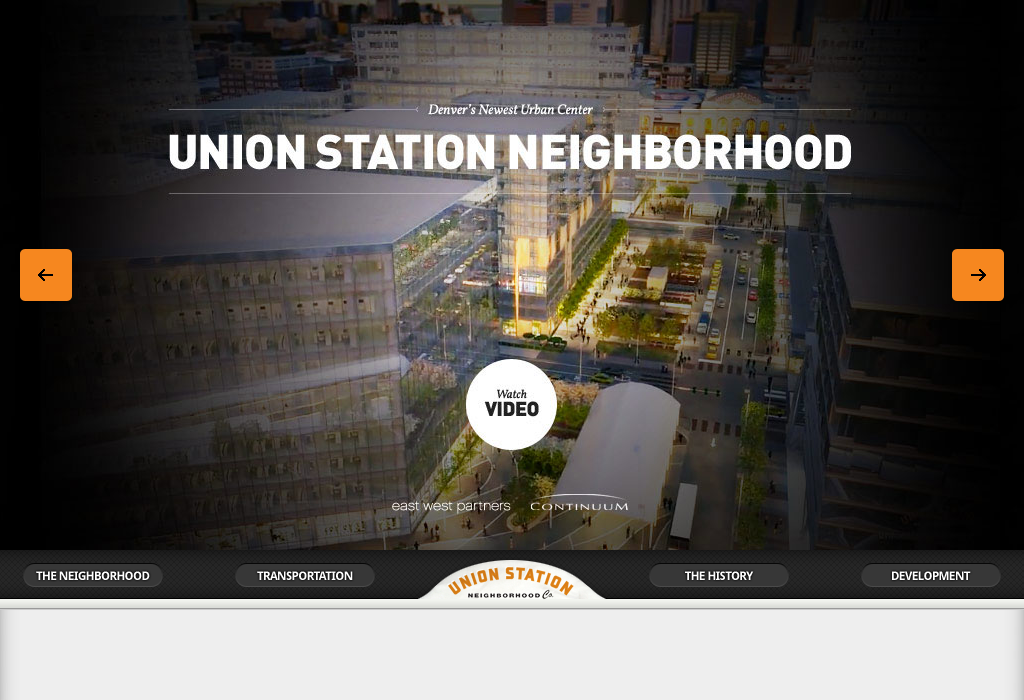 Denver's Newest Urban Center
UNION STATION NEIGHBORHOOD
Watch
VIDEO
east west partners
CONTINUUM
THE NEIGHBORHOOD
TRANSPORTATION
UNION STATION
NEIGHBORHOOD Co.
THE HISTORY
DEVELOPMENT